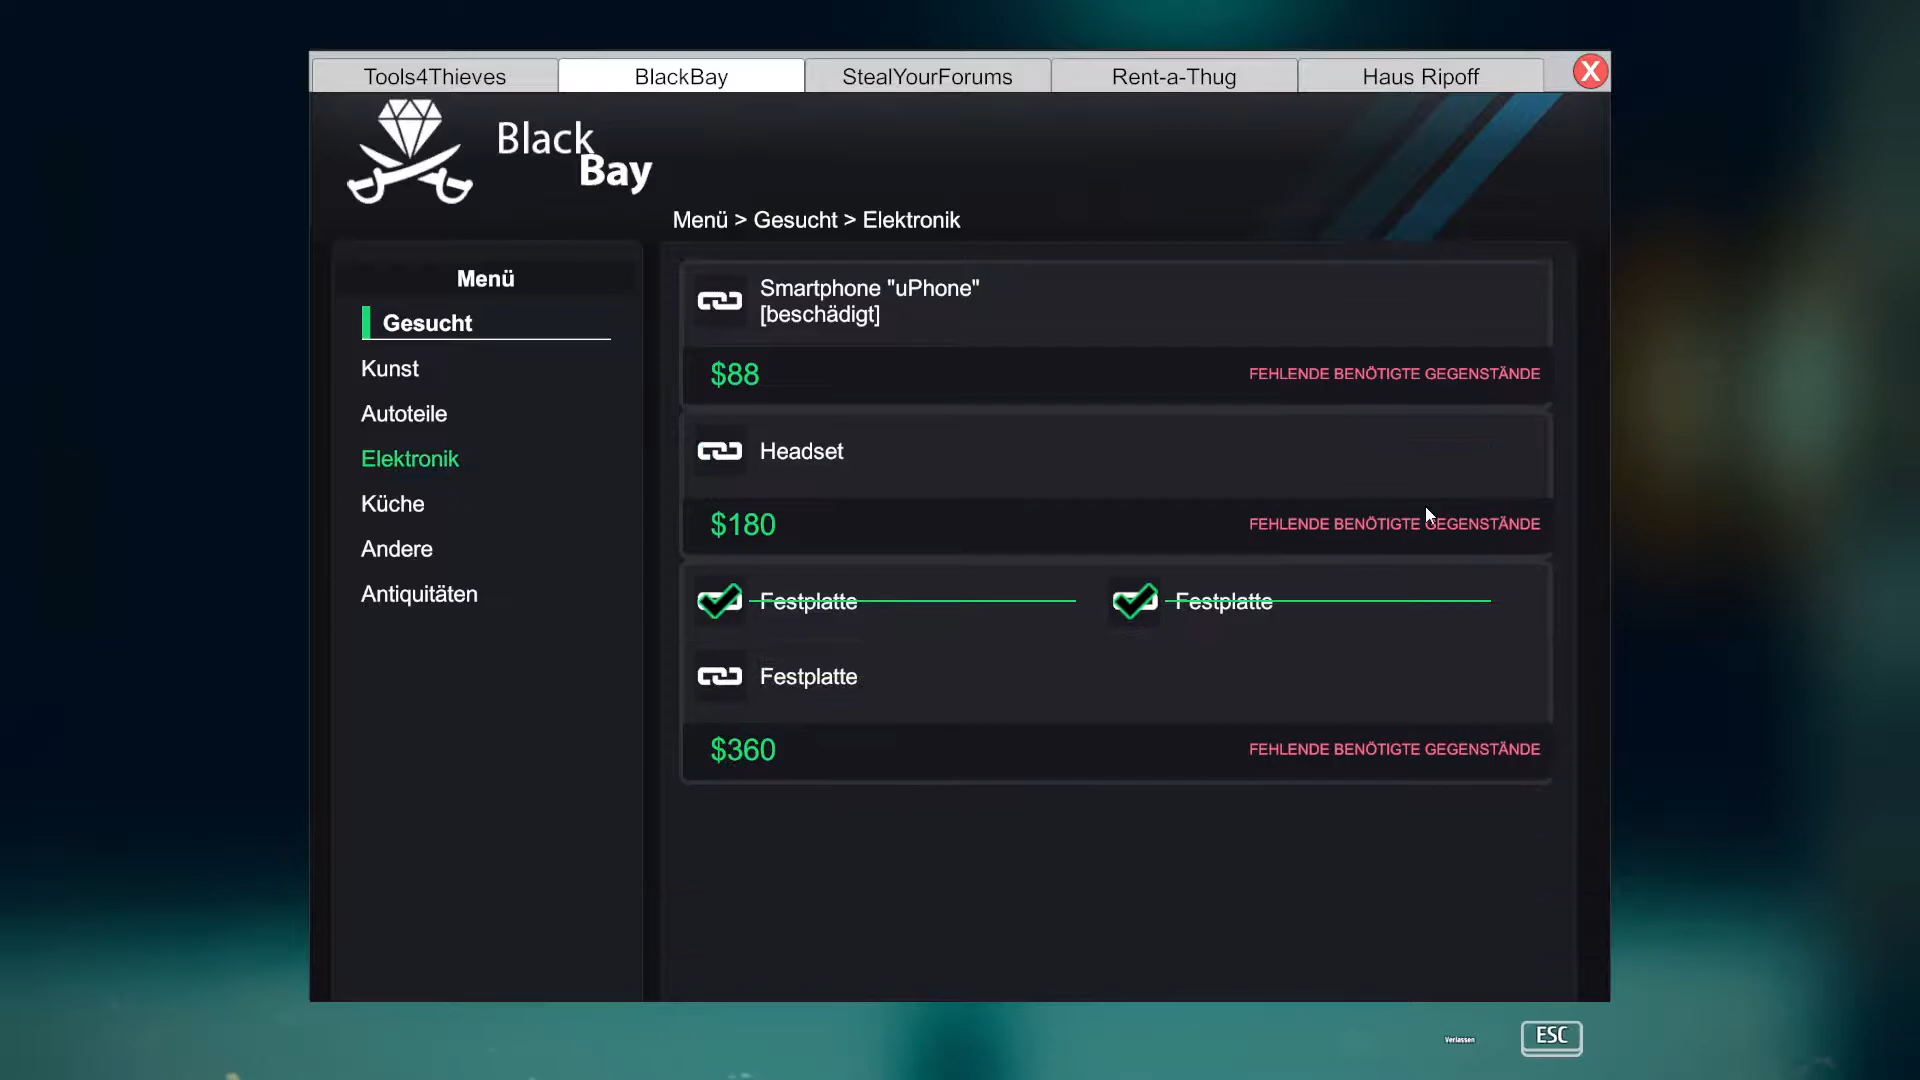 Tools4Thieves
BlackBay
StealYourForums
Rent-a-Thug
Haus Ripoff
X
Black
Bay
Menü > Gesucht > Elektronik
Menü
Gesucht
Kunst
Autoteile
Elektronik
Küche
Andere
Antiquitäten
Smartphone "uPhone"
[beschädigt]
$88 FEHLENDE BENÖTIGTE GEGENSTÄNDE
Headset
$180 FEHLENDE BENÖTIGTE GEGENSTÄNDE
Festplatte Festplatte
Festplatte
$360 FEHLENDE BENÖTIGTE GEGENSTÄNDE
Verlassen ESC